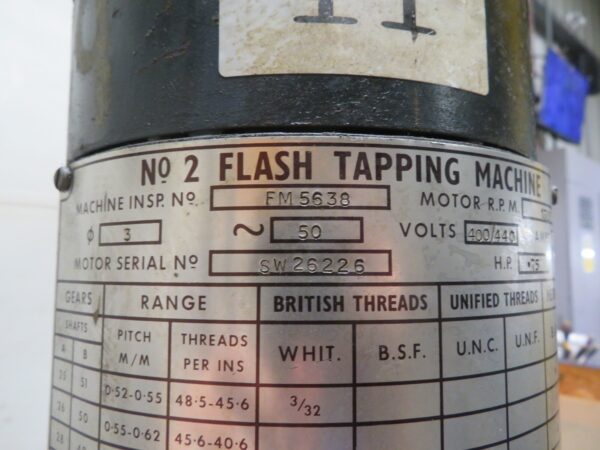 No 2 FLASH TAPPING MACHINE
MACHINE INSP. No. FM 5638 MOTOR R.P.M.
ϕ 3 ~ 50 VOLTS 400/440
MOTOR SERIAL No SW 26226 H.P. .75
GEARS RANGE BRITISH THREADS UNIFIED THREADS
SHAFTS PITCH THREADS WHIT. B.S.F. U.N.C. U.N.F.
A B M/M PER INS
25 51 0·52-0·55 48·5-45·6 3/32
26 50 0·55-0·62 45·6-40·6
28